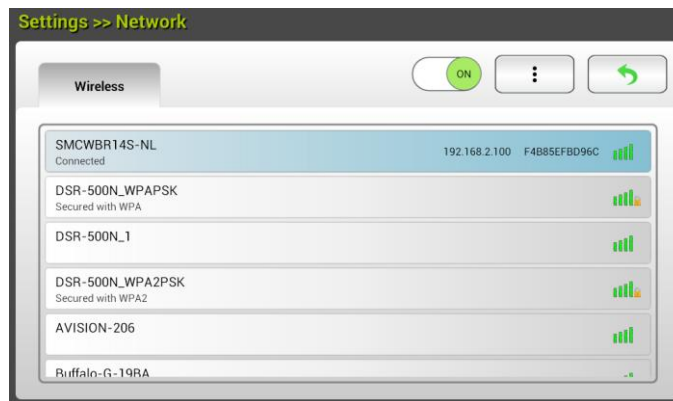 Settings >> Network
Wireless
ON
SMCWBR14S-NL
Connected
192.168.2.100 F4B85EFBD96C
DSR-500N_WPAPSK
Secured with WPA
DSR-500N_1
DSR-500N_WPA2PSK
Secured with WPA2
AVISION-206
Buffalo-G-19BA